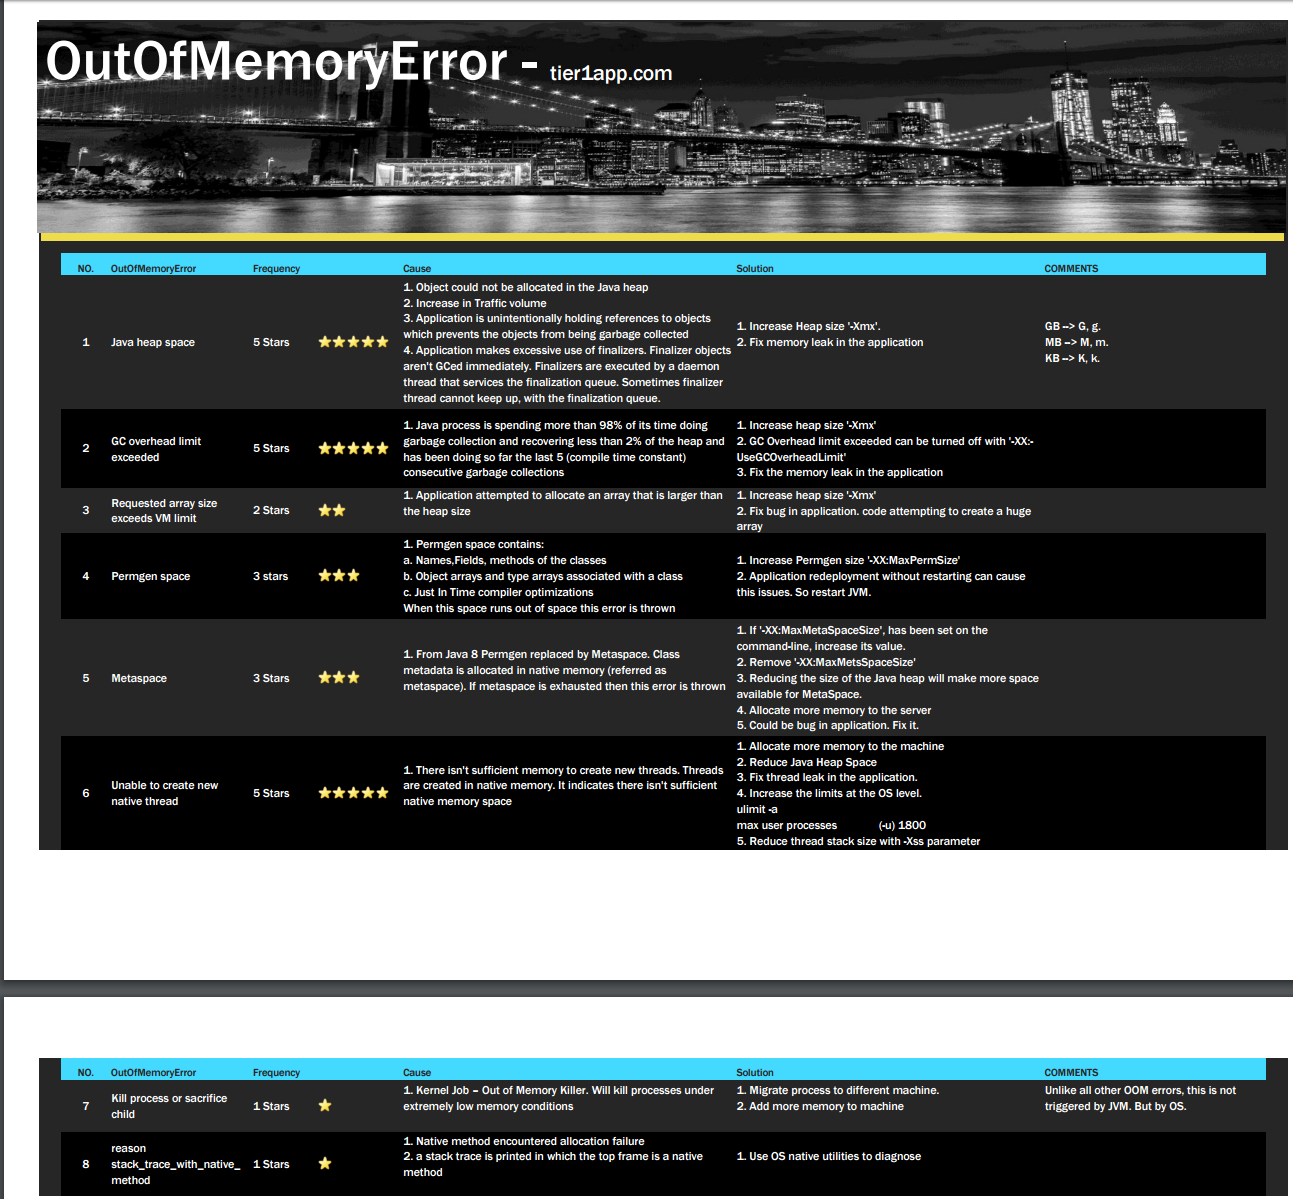 OutOfMemoryError - tier1app.com
NO. OutOfMemoryError Frequency Cause Solution COMMENTS
1 Java heap space 5 Stars
1. Object could not be allocated in the Java heap
2. Increase in Traffic volume
3. Application is unintentionally holding references to objects
which prevents the objects from being garbage collected
4. Application makes excessive use of finalizers. Finalizer objects
aren't GCed immediately. Finalizers are executed by a daemon
thread that services the finalization queue. Sometimes finalizer
thread cannot keep up, with the finalization queue.
1. Increase Heap size '-Xmx'.
2. Fix memory leak in the application
GB --> G, g.
MB --> M, m.
KB --> K, k.
2 GC overhead limit
exceeded
5 Stars
1. Java process is spending more than 98% of its time doing
garbage collection and recovering less than 2% of the heap and
has been doing so far the last 5 (compile time constant)
consecutive garbage collections
1. Increase heap size '-Xmx'
2. GC Overhead limit exceeded can be turned off with '-XX:-
UseGCOverheadLimit'
3. Fix the memory leak in the application
3 Requested array size
exceeds VM limit
2 Stars
1. Application attempted to allocate an array that is larger than
the heap size
1. Increase heap size '-Xmx'
2. Fix bug in application. code attempting to create a huge
array
4 Permgen space 3 stars
1. Permgen space contains:
a. Names,Fields, methods of the classes
b. Object arrays and type arrays associated with a class
c. Just In Time compiler optimizations
When this space runs out of space this error is thrown
1. Increase Permgen size '-XX:MaxPermSize'
2. Application redeployment without restarting can cause
this issues. So restart JVM.
5 Metaspace 3 Stars
1. From Java 8 Permgen replaced by Metaspace. Class
metadata is allocated in native memory (referred as
metaspace). If metaspace is exhausted then this error is thrown
1. If '-XX:MaxMetaSpaceSize', has been set on the
command-line, increase its value.
2. Remove '-XX:MaxMetsSpaceSize'
3. Reducing the size of the Java heap will make more space
available for MetaSpace.
4. Allocate more memory to the server
5. Could be bug in application. Fix it.
6 Unable to create new
native thread
5 Stars
1. There isn't sufficient memory to create new threads. Threads
are created in native memory. It indicates there isn't sufficient
native memory space
1. Allocate more memory to the machine
2. Reduce Java Heap Space
3. Fix thread leak in the application.
4. Increase the limits at the OS level.
ulimit -a
max user processes (-u) 1800
5. Reduce thread stack size with -Xss parameter
NO. OutOfMemoryError Frequency Cause Solution COMMENTS
7 Kill process or sacrifice
child
1 Stars
1. Kernel Job – Out of Memory Killer. Will kill processes under
extremely low memory conditions
1. Migrate process to different machine.
2. Add more memory to machine
Unlike all other OOM errors, this is not
triggered by JVM. But by OS.
8 reason
stack_trace_with_native_
method
1 Stars
1. Native method encountered allocation failure
2. a stack trace is printed in which the top frame is a native
method
1. Use OS native utilities to diagnose